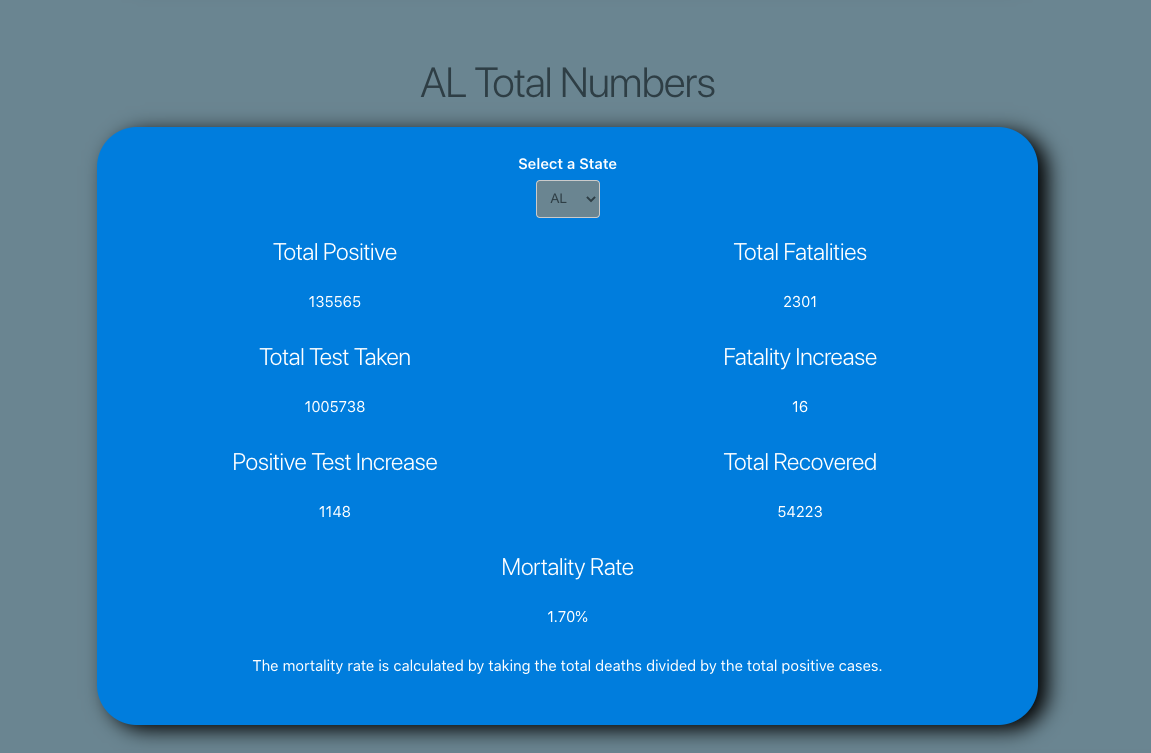 AL Total Numbers
Select a State
AL
Total Positive
135565
Total Fatalities
2301
Total Test Taken
1005738
Fatality Increase
16
Positive Test Increase
1148
Total Recovered
54223
Mortality Rate
1.70%
The mortality rate is calculated by taking the total deaths divided by the total positive cases.